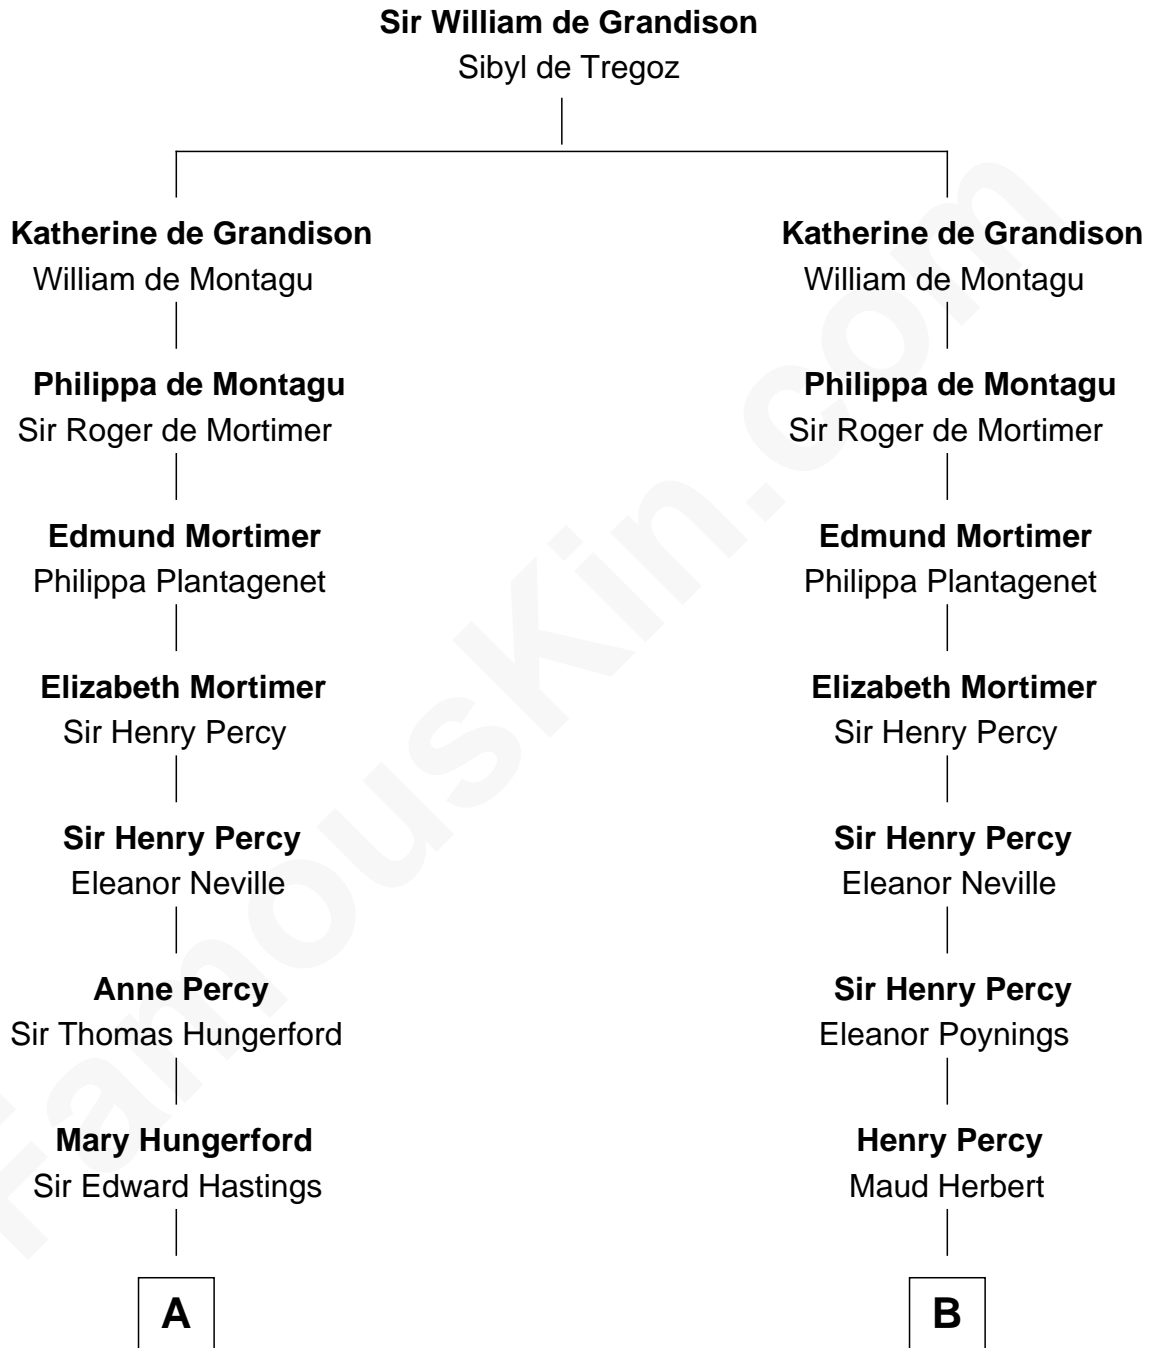 Sir William de Grandison
Sibyl de Tregoz
Katherine de Grandison
William de Montagu
Philippa de Montagu
Sir Roger de Mortimer
Edmund Mortimer
Philippa Plantagenet
Elizabeth Mortimer
Sir Henry Percy
Sir Henry Percy
Eleanor Neville
Anne Percy
Sir Thomas Hungerford
Mary Hungerford
Sir Edward Hastings
A
Katherine de Grandison
William de Montagu
Philippa de Montagu
Sir Roger de Mortimer
Edmund Mortimer
Philippa Plantagenet
Elizabeth Mortimer
Sir Henry Percy
Sir Henry Percy
Eleanor Neville
Sir Henry Percy
Eleanor Poynings
Henry Percy
Maud Herbert
B
FamousKin.com